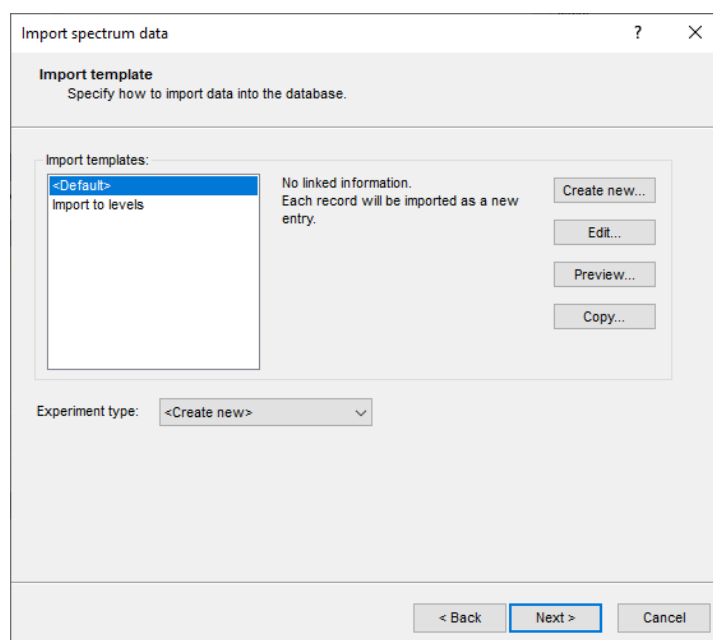 Import spectrum data
?
Import template
Specify how to import data into the database.
Import templates:
<Default>
Import to levels
No linked information.
Each record will be imported as a new
entry.
Create new...
Edit...
Preview...
Copy...
Experiment type:
<Create new>
< Back
Next >
Cancel